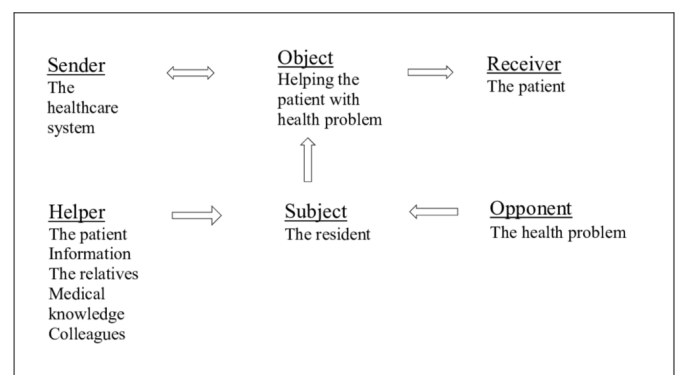 Sender
The
healthcare
system
Object
Helping the
patient with
health problem
Receiver
The patient
Helper
The patient
Information
The relatives
Medical
knowledge
Colleagues
Subject
The resident
Opponent
The health problem